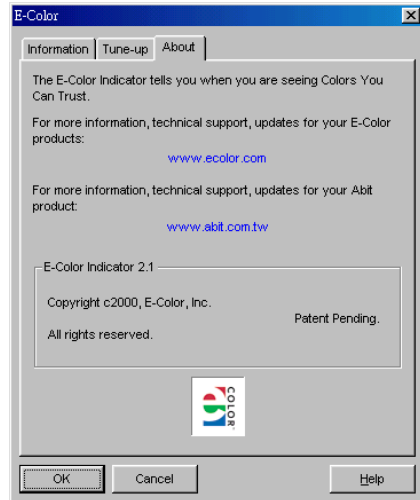 E-Color
Information Tune-up About
The E-Color Indicator tells you when you are seeing Colors You
Can Trust.
For more information, technical support, updates for your E-Color
products:
www.ecolor.com
For more information, technical support, updates for your Abit
product:
www.abit.com.tw
E-Color Indicator 2.1
Copyright c2000, E-Color, Inc.
Patent Pending.
All rights reserved.
COLOR
OK Cancel Help